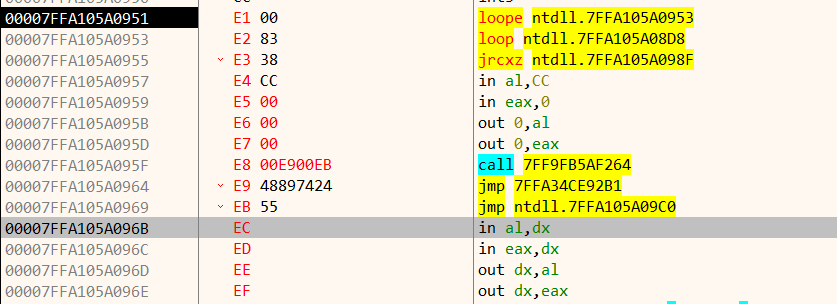 00007FFA105A0951 E1 00 loope ntdll.7FFA105A0953
00007FFA105A0953 E2 83 loop ntdll.7FFA105A08D8
00007FFA105A0955 E3 38 jrcxz ntdll.7FFA105A098F
00007FFA105A0957 E4 CC in al,CC
00007FFA105A0959 E5 00 in eax,0
00007FFA105A095B E6 00 out 0,al
00007FFA105A095D E7 00 out 0,eax
00007FFA105A095F E8 00E900EB call 7FF9FB5AF264
00007FFA105A0964 E9 48897424 jmp 7FFA34CE92B1
00007FFA105A0969 EB 55 jmp ntdll.7FFA105A09C0
00007FFA105A096B EC in al,dx
00007FFA105A096C ED in eax,dx
00007FFA105A096D EE out dx,al
00007FFA105A096E EF out dx,eax